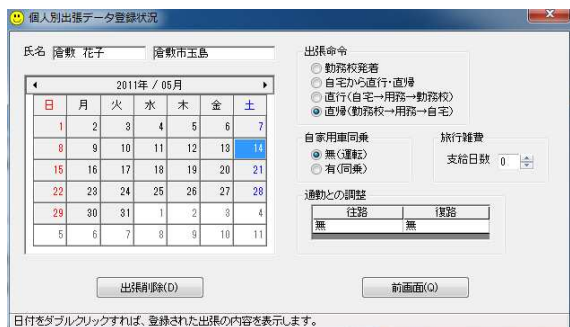 個人別出張データ登録状況
氏名 倉敷 花子 倉敷市玉島
2011年 / 05月
日 月 火 水 木 金 土
1 2 3 4 5 6 7
8 9 10 11 12 13 14
15 16 17 18 19 20 21
22 23 24 25 26 27 28
29 30 31 1 2 3 4
5 6 7 8 9 10 11
出張削除(D)
出張命令
勤務校発着
自宅から直行・直帰
直行(自宅→用務→勤務校)
直帰(勤務校→用務→自宅)
自家用車同乗
無(運転)
有(同乗)
旅行雑費
支給日数 0
通勤との調整
往路 復路
無 無
前画面(Q)
日付をダブルクリックすれば、登録された出張の内容を表示します。